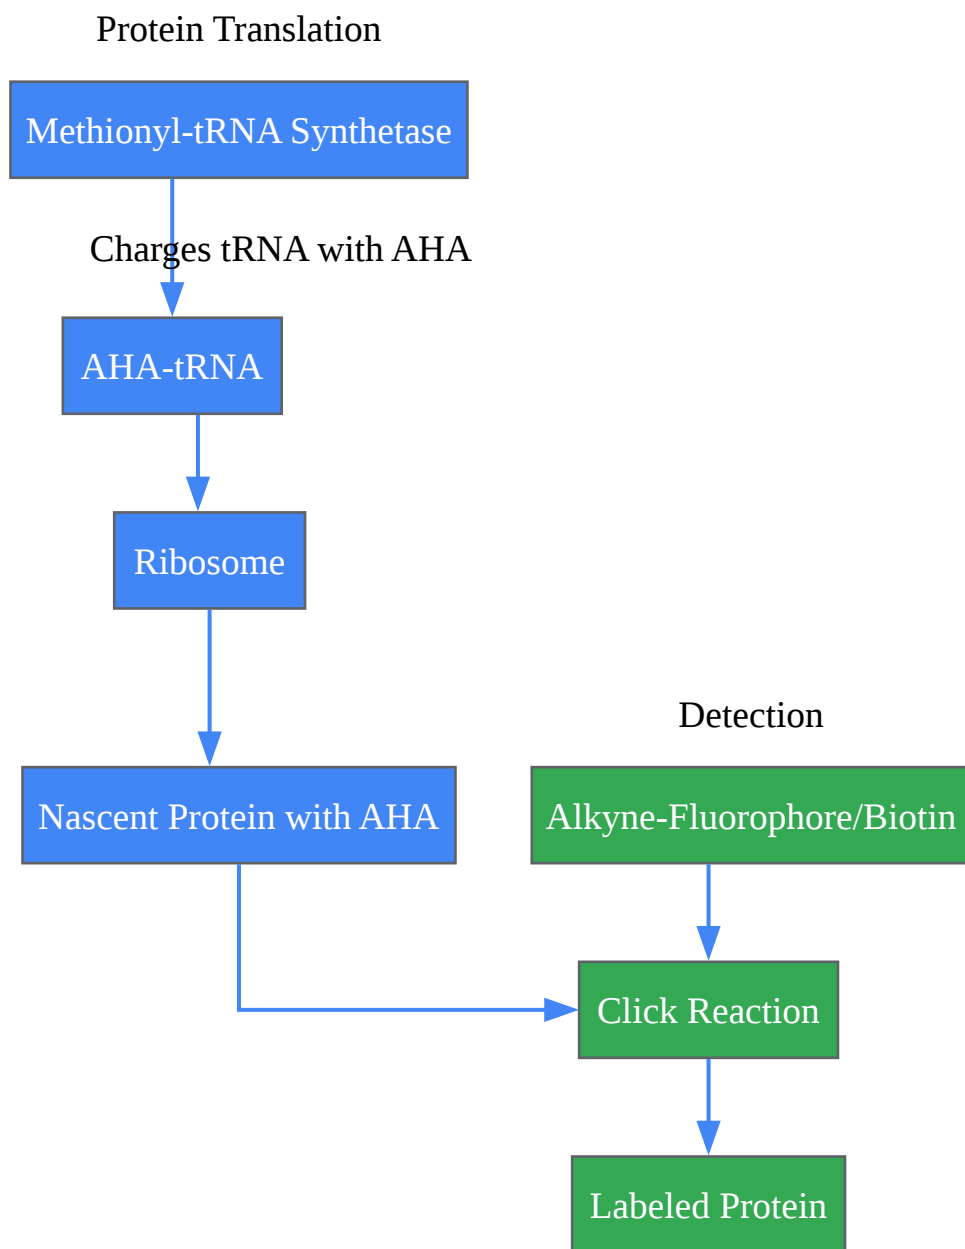 Protein Translation
Methionyl-tRNA Synthetase
Charges tRNA with AHA
AHA-tRNA
Ribosome
Nascent Protein with AHA
Detection
Alkyne-Fluorophore/Biotin
Click Reaction
Labeled Protein